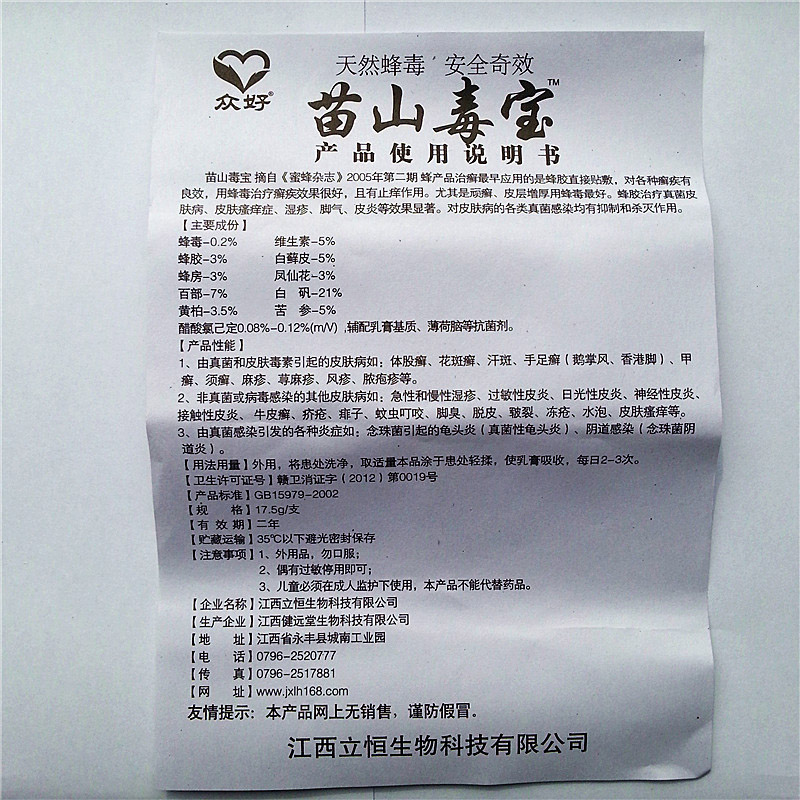 天然蜂毒 安全奇效
众好®
苗山毒宝™
产品使用说明书
苗山毒宝 摘自《蜜蜂杂志》2005年第二期 蜂产品治癣最早应用的是蜂胶直接贴敷，对各种癣疾有
良效，用蜂毒治疗癣疾效果很好，且有止痒作用。尤其是顽癣、皮层增厚用蜂毒最好。蜂胶治疗真菌皮
肤病、皮肤瘙痒症、湿疹、脚气、皮炎等效果显著。对皮肤病的各类真菌感染均有抑制和杀灭作用。
【主要成份】
蜂毒-0.2% 维生素-5%
蜂胶-3% 白藓皮-5%
蜂房-3% 凤仙花-3%
百部-7% 白 矾-21%
黄柏-3.5% 苦 参-5%
醋酸氯己定0.08%-0.12%(m/V) ,辅配乳膏基质、薄荷脑等抗菌剂。
【产品性能】
1、由真菌和皮肤毒素引起的皮肤病如：体股癣、花斑癣、汗斑、手足癣（鹅掌风、香港脚）、甲
癣、须癣、麻疹、荨麻疹、风疹、脓疱疹等。
2、非真菌或病毒感染的其他皮肤病如：急性和慢性湿疹、过敏性皮炎、日光性皮炎、神经性皮炎、
接触性皮炎、牛皮癣、疥疮、痱子、蚊虫叮咬、脚臭、脱皮、皲裂、冻疮、水泡、皮肤瘙痒等。
3、由真菌感染引发的各种炎症如：念珠菌引起的龟头炎（真菌性龟头炎）、阴道感染（念珠菌阴
道炎）。
【用法用量】外用，将患处洗净，取适量本品涂于患处轻揉，使乳膏吸收，每日2-3次。
【卫生许可证号】赣卫消证字（2012）第0019号
【产品标准】GB15979-2002
【规 格】17.5g/支
【有 效 期】二年
【贮藏运输】35℃以下避光密封保存
【注意事项】1、外用品，勿口服；
2、偶有过敏停用即可；
3、儿童必须在成人监护下使用，本产品不能代替药品。
【企业名称】江西立恒生物科技有限公司
【生产企业】江西健远堂生物科技有限公司
【地 址】江西省永丰县城南工业园
【电 话】0796-2520777
【传 真】0796-2517881
【网 址】www.jxlh168.com
友情提示：本产品网上无销售，谨防假冒。
江西立恒生物科技有限公司